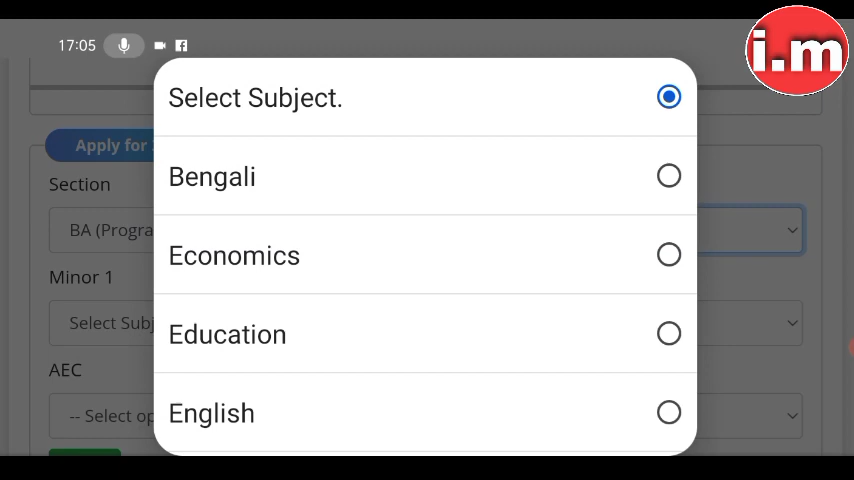 17:05
i.m
Select Subject.
Apply for
Section
Bengali
BA (Progra
Economics
Minor 1
Select Subj
Education
AEC
-- Select op
English